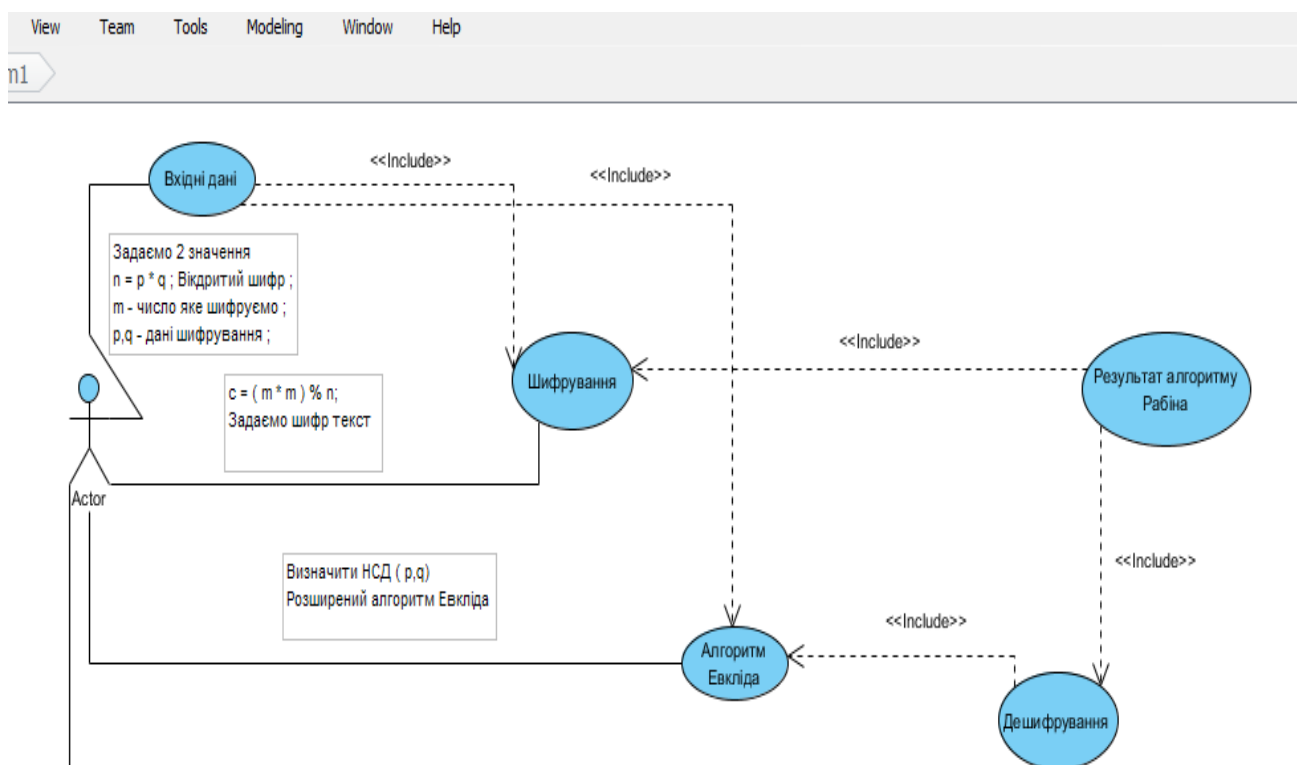 View Team Tools Modeling Window Help
m1
<<Include>>
<<Include>>
Вхідні дані
Задаємо 2 значення
n = p * q ; Вікдритий шифр ;
m - число яке шифруємо ;
p,q - дані шифрування ;
<<Include>>
Шифрування
Результат алгоритму
Рабіна
c = ( m * m ) % n;
Задаємо шифр текст
Actor
Визначити НСД ( p,q)
Розширений алгоритм Евкліда
<<Include>>
<<Include>>
Алгоритм
Евкліда
Дешифрування